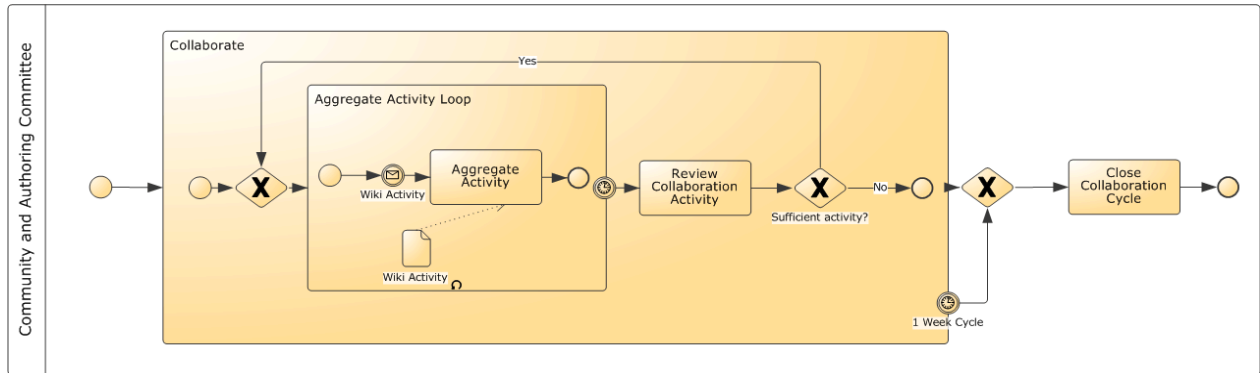 Community and Authoring Committee
Collaborate
Yes
Aggregate Activity Loop
Aggregate
Activity
Wiki Activity
Wiki Activity
Review
Collaboration
Activity
Sufficient activity?
No
1 Week Cycle
Close
Collaboration
Cycle